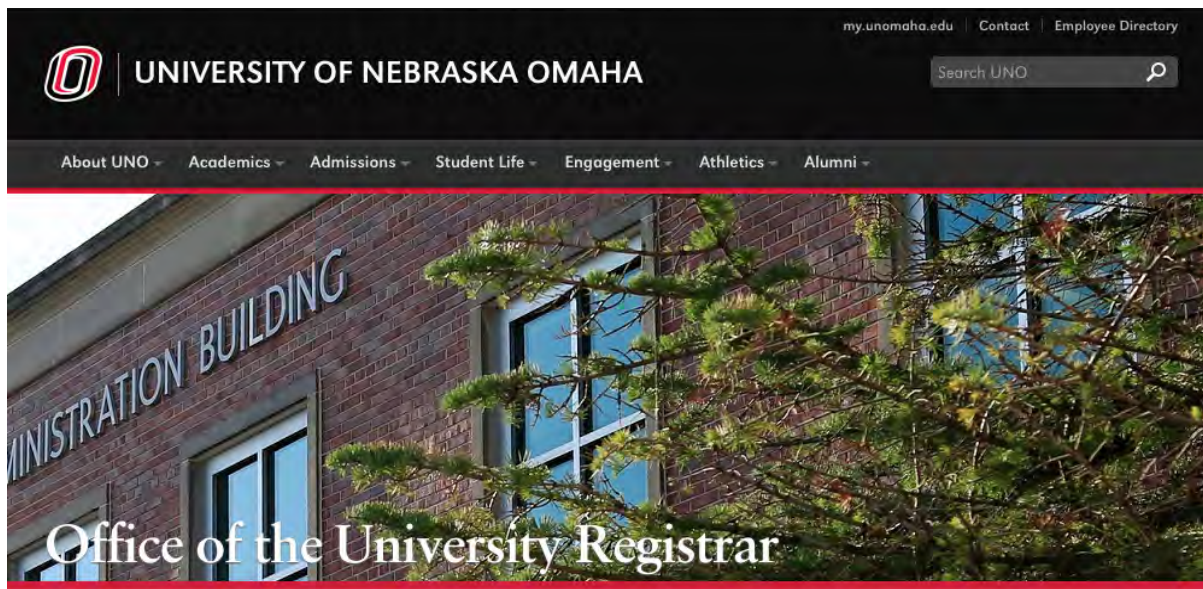 my.unomaha.edu Contact Employee Directory
UNIVERSITY OF NEBRASKA OMAHA
Search UNO
About UNO Academics Admissions Student Life Engagement Athletics Alumni
MINISTRATION BUILDING
Office of the University Registrar